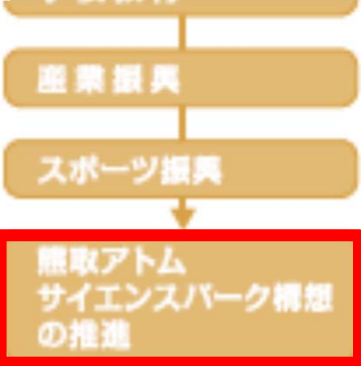 産業振興
スポーツ振興
熊取アトム
サイエンスパーク構想
の推進